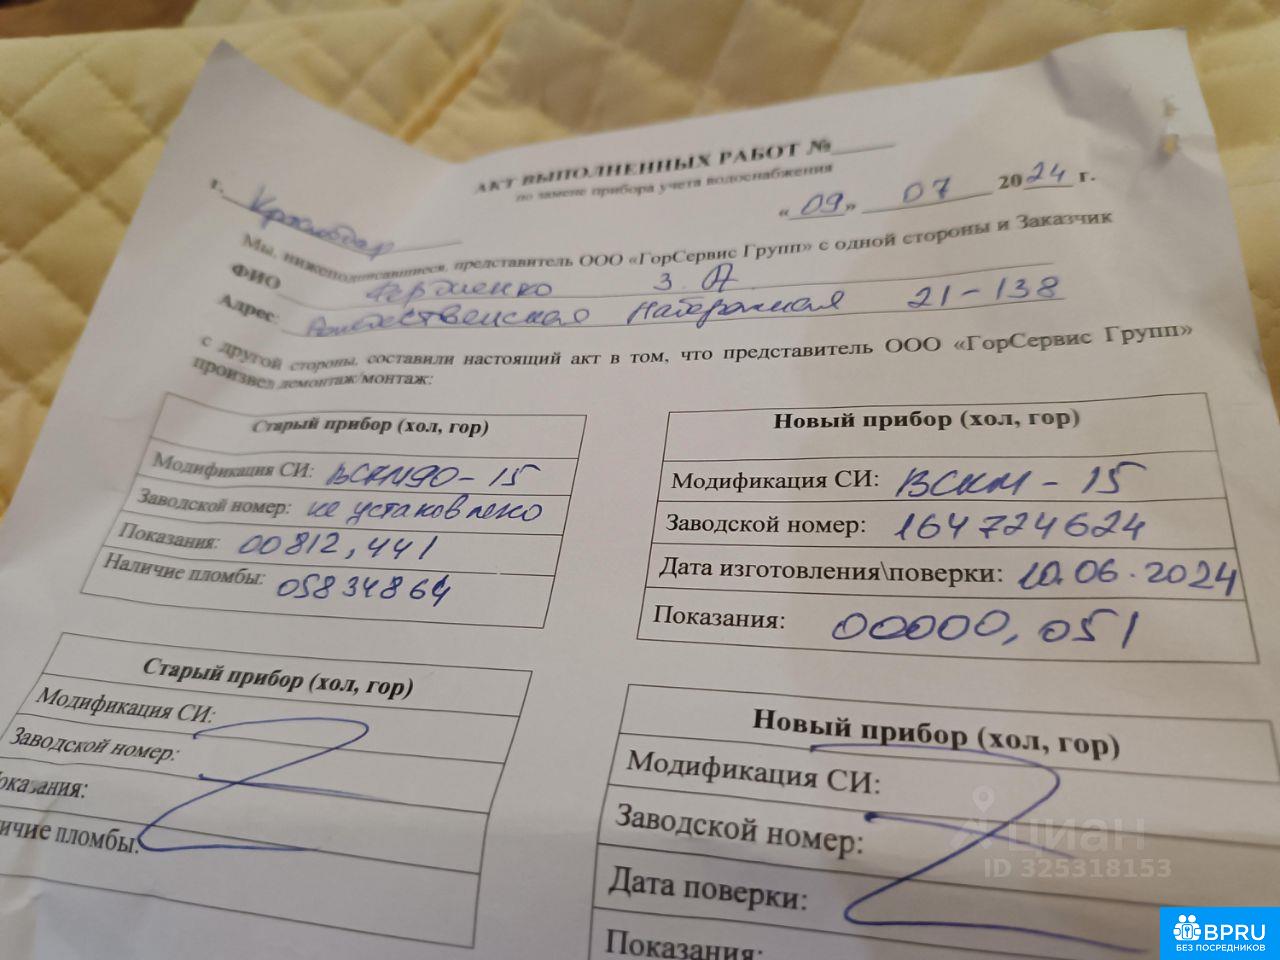 АКТ ВЫПОЛНЕННЫХ РАБОТ №
по замене прибора учета водоснабжения
г. Краснодар
«09» 07 2024 г.
Мы, нижеподписавшиеся, представитель ООО «ГорСервис Групп» с одной стороны и Заказчик
ФИО З. А.
Адрес: Рождественская Набережная 21-138
с другой стороны, составили настоящий акт в том, что представитель ООО «ГорСервис Групп»
произвел демонтаж/монтаж:
Старый прибор (хол, гор)
Модификация СИ: ВСКМ90-15
Заводской номер: не установлено
Показания: 00812,441
Наличие пломбы: 05834864
Новый прибор (хол, гор)
Модификация СИ: ВСКМ-15
Заводской номер: 164724624
Дата изготовления\поверки: 10.06.2024
Показания: 00000,051
Старый прибор (хол, гор)
Модификация СИ:
Заводской номер:
Показания:
Наличие пломбы:
Новый прибор (хол, гор)
Модификация СИ:
Заводской номер:
Дата поверки:
Показания:
ЦИАН
ID 325318153
BPRU
БЕЗ ПОСРЕДНИКОВ